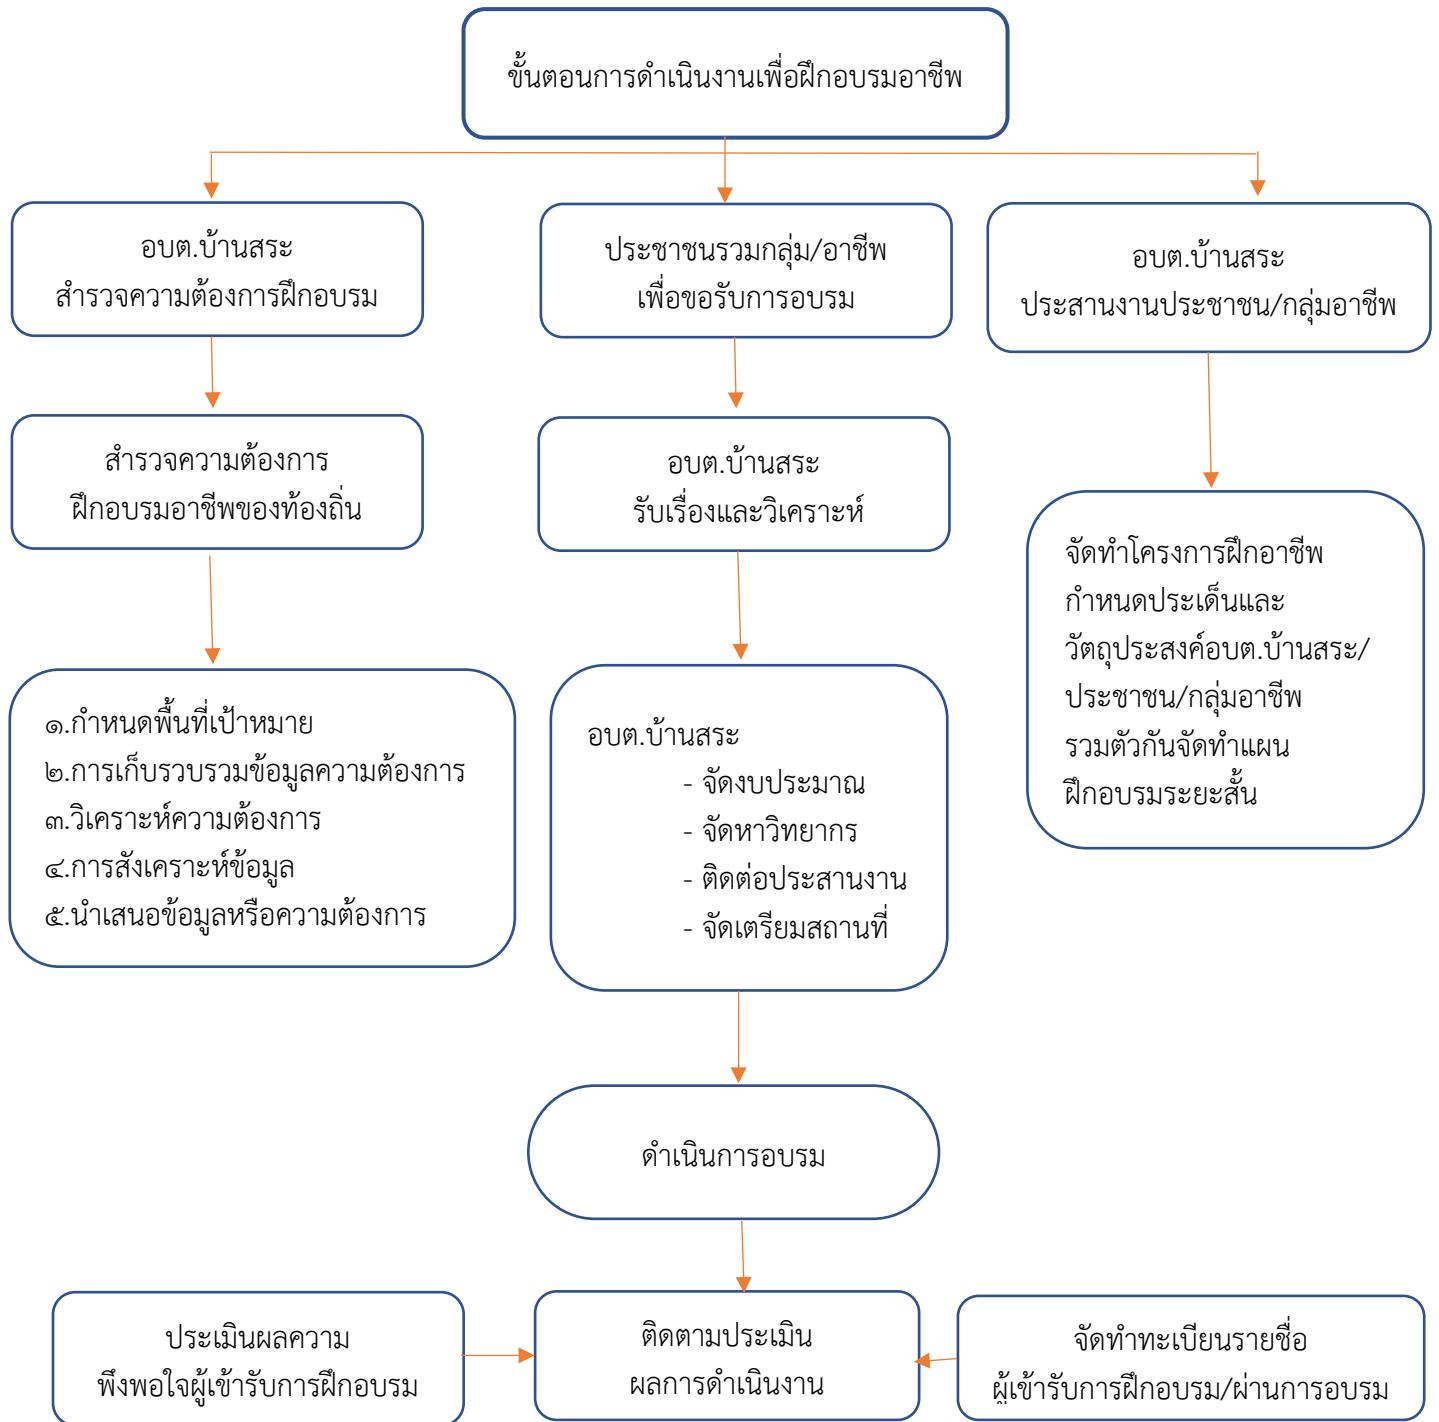 ขั้นตอนการดำเนินงานเพื่อฝึกอบรมอาชีพ
อบต.บ้านสระ
สำรวจความต้องการฝึกอบรม
ประชาชนรวมกลุ่ม/อาชีพ
เพื่อขอรับการอบรม
อบต.บ้านสระ
ประสานงานประชาชน/กลุ่มอาชีพ
สำรวจความต้องการ
ฝึกอบรมอาชีพของท้องถิ่น
อบต.บ้านสระ
รับเรื่องและวิเคราะห์
จัดทำโครงการฝึกอาชีพ
กำหนดประเด็นและ
วัตถุประสงค์อบต.บ้านสระ/
ประชาชน/กลุ่มอาชีพ
รวมตัวกันจัดทำแผน
ฝึกอบรมระยะสั้น
๑.กำหนดพื้นที่เป้าหมาย
๒.การเก็บรวบรวมข้อมูลความต้องการ
๓.วิเคราะห์ความต้องการ
๔.การสังเคราะห์ข้อมูล
๕.นำเสนอข้อมูลหรือความต้องการ
อบต.บ้านสระ
- จัดงบประมาณ
- จัดหาวิทยากร
- ติดต่อประสานงาน
- จัดเตรียมสถานที่
ดำเนินการอบรม
ประเมินผลความ
พึงพอใจผู้เข้ารับการฝึกอบรม
ติดตามประเมิน
ผลการดำเนินงาน
จัดทำทะเบียนรายชื่อ
ผู้เข้ารับการฝึกอบรม/ผ่านการอบรม